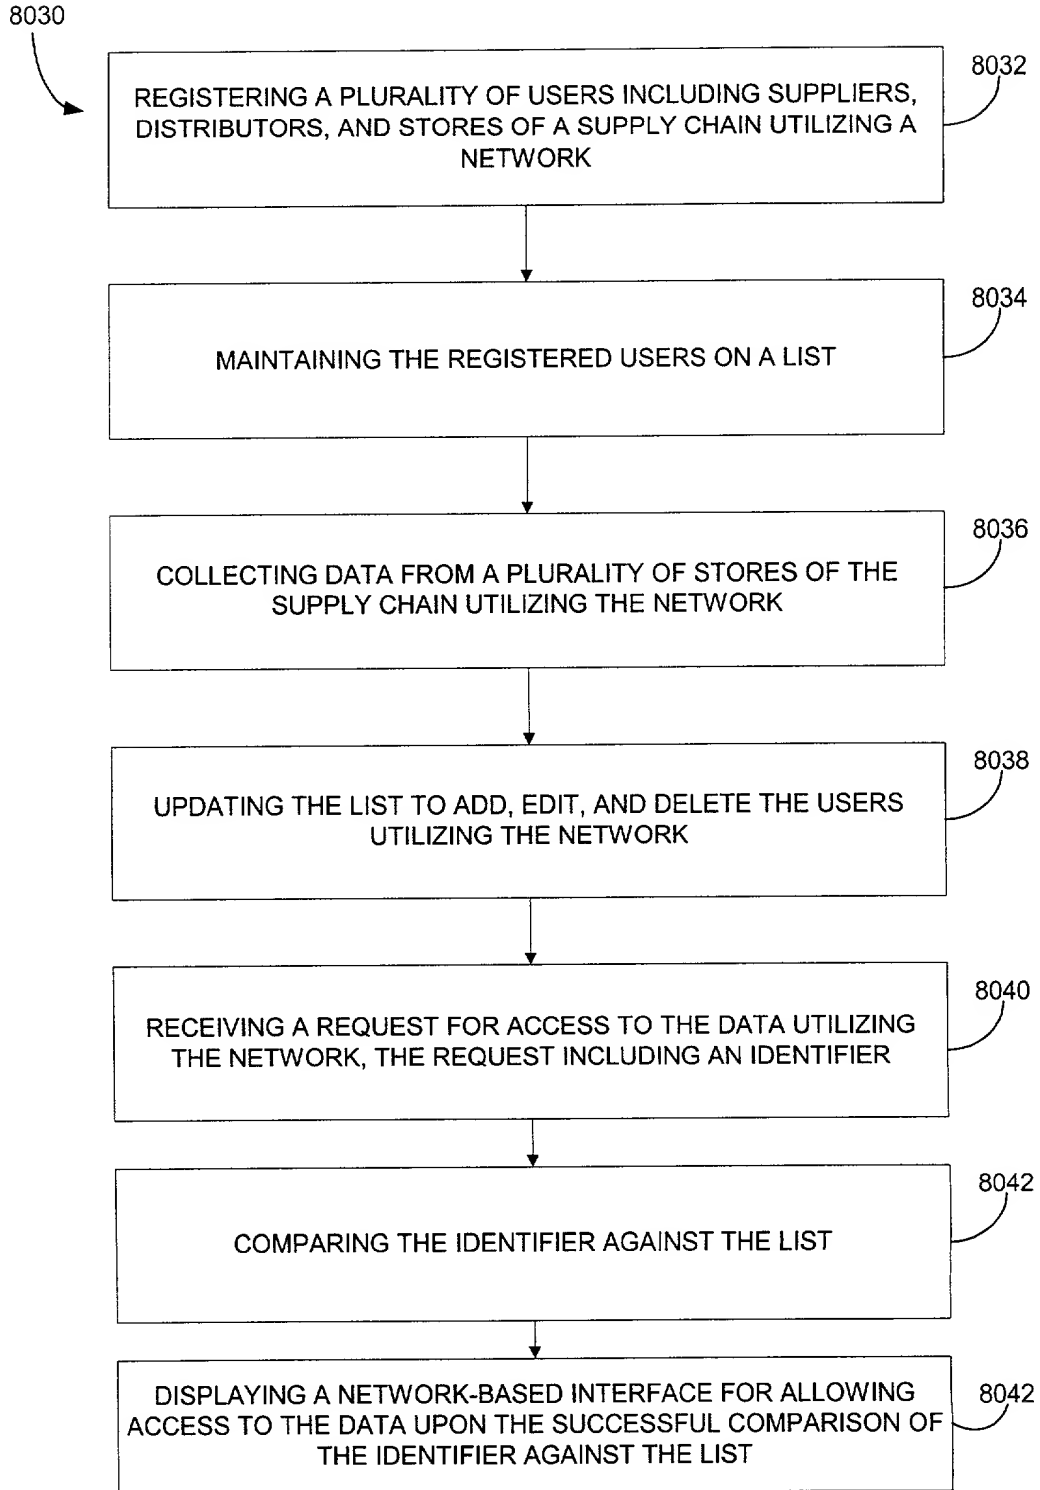 8030
8032
REGISTERING A PLURALITY OF USERS INCLUDING SUPPLIERS,
DISTRIBUTORS, AND STORES OF A SUPPLY CHAIN UTILIZING A
NETWORK
8034
MAINTAINING THE REGISTERED USERS ON A LIST
8036
COLLECTING DATA FROM A PLURALITY OF STORES OF THE
SUPPLY CHAIN UTILIZING THE NETWORK
8038
UPDATING THE LIST TO ADD, EDIT, AND DELETE THE USERS
UTILIZING THE NETWORK
8040
RECEIVING A REQUEST FOR ACCESS TO THE DATA UTILIZING
THE NETWORK, THE REQUEST INCLUDING AN IDENTIFIER
8042
COMPARING THE IDENTIFIER AGAINST THE LIST
8042
DISPLAYING A NETWORK-BASED INTERFACE FOR ALLOWING
ACCESS TO THE DATA UPON THE SUCCESSFUL COMPARISON OF
THE IDENTIFIER AGAINST THE LIST